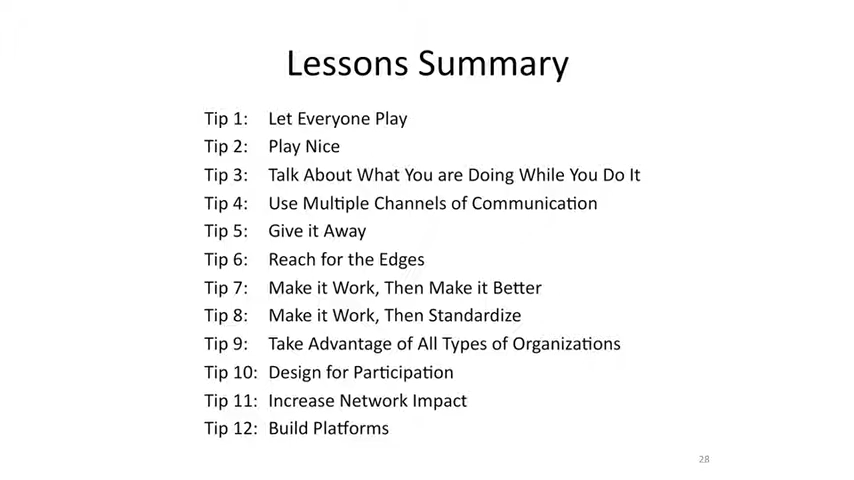 Lessons Summary
Tip 1: Let Everyone Play
Tip 2: Play Nice
Tip 3: Talk About What You are Doing While You Do It
Tip 4: Use Multiple Channels of Communication
Tip 5: Give it Away
Tip 6: Reach for the Edges
Tip 7: Make it Work, Then Make it Better
Tip 8: Make it Work, Then Standardize
Tip 9: Take Advantage of All Types of Organizations
Tip 10: Design for Participation
Tip 11: Increase Network Impact
Tip 12: Build Platforms
28